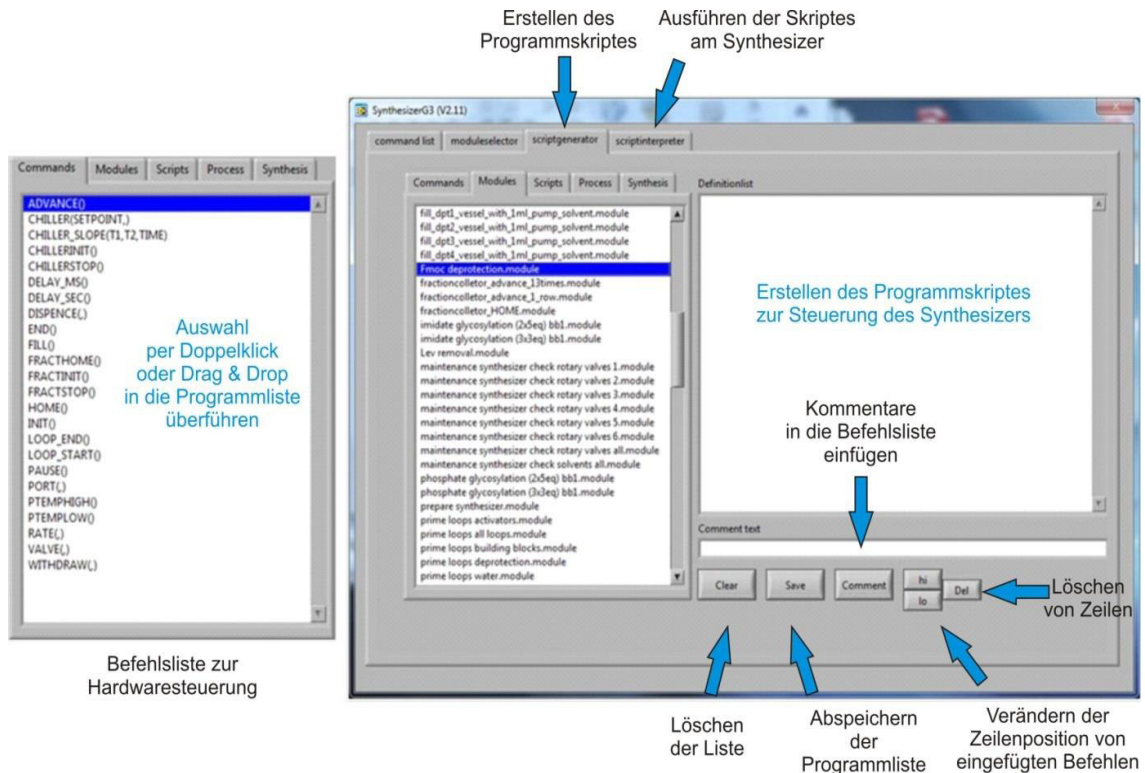 Erstellen des
Programmskriptes
Ausführen der Skriptes
am Synthesizer
SynthesizerG3 (V2.11)
command list
moduleselector
scriptgenerator
scriptinterpreter
Commands
Modules
Scripts
Process
Synthesis
ADVANCE()
CHILLER(SETPOINT,)
CHILLER_SLOPE(T1,T2,TIME)
CHILLERINIT()
CHILLERSTOP()
DELAY_MS()
DELAY_SEC()
DISPENCE(,)
END()
FILL()
FRACTHOME()
FRACTINIT()
FRACTSTOP()
HOME()
INIT()
LOOP_END()
LOOP_START()
PAUSE()
PORT(,)
PTEMPHIGH()
PTEMPLOW()
RATE(,)
VALVE(,)
WITHDRAW(,)
Auswahl
per Doppelklick
oder Drag & Drop
in die Programmliste
überführen
Befehlsliste zur
Hardwaresteuerung
Commands
Modules
Scripts
Process
Synthesis
fill_dpt1_vessel_with_1ml_pump_solvent.module
fill_dpt2_vessel_with_1ml_pump_solvent.module
fill_dpt3_vessel_with_1ml_pump_solvent.module
fill_dpt4_vessel_with_1ml_pump_solvent.module
Fmoc deprotection.module
fractioncolletor_advance_13times.module
fractioncolletor_advance_1_row.module
fractioncolletor_HOME.module
imidate glycosylation (2x5eq) bb1.module
imidate glycosylation (3x3eq) bb1.module
Lev removal.module
maintenance synthesizer check rotary valves 1.module
maintenance synthesizer check rotary valves 2.module
maintenance synthesizer check rotary valves 3.module
maintenance synthesizer check rotary valves 4.module
maintenance synthesizer check rotary valves 5.module
maintenance synthesizer check rotary valves 6.module
maintenance synthesizer check rotary valves all.module
maintenance synthesizer check solvents all.module
phosphate glycosylation (2x5eq) bb1.module
phosphate glycosylation (3x3eq) bb1.module
prepare synthesizer.module
prime loops activators.module
prime loops all loops.module
prime loops building blocks.module
prime loops deprotection.module
prime loops water.module
Definitionlist
Erstellen des Programmskriptes
zur Steuerung des Synthesizers
Kommentare
in die Befehlsliste
einfügen
Comment text
Clear
Save
Comment
hi
lo
Del
Löschen
von Zeilen
Löschen
der Liste
Abspeichern
der
Programmliste
Verändern der
Zeilenposition von
eingefügten Befehlen